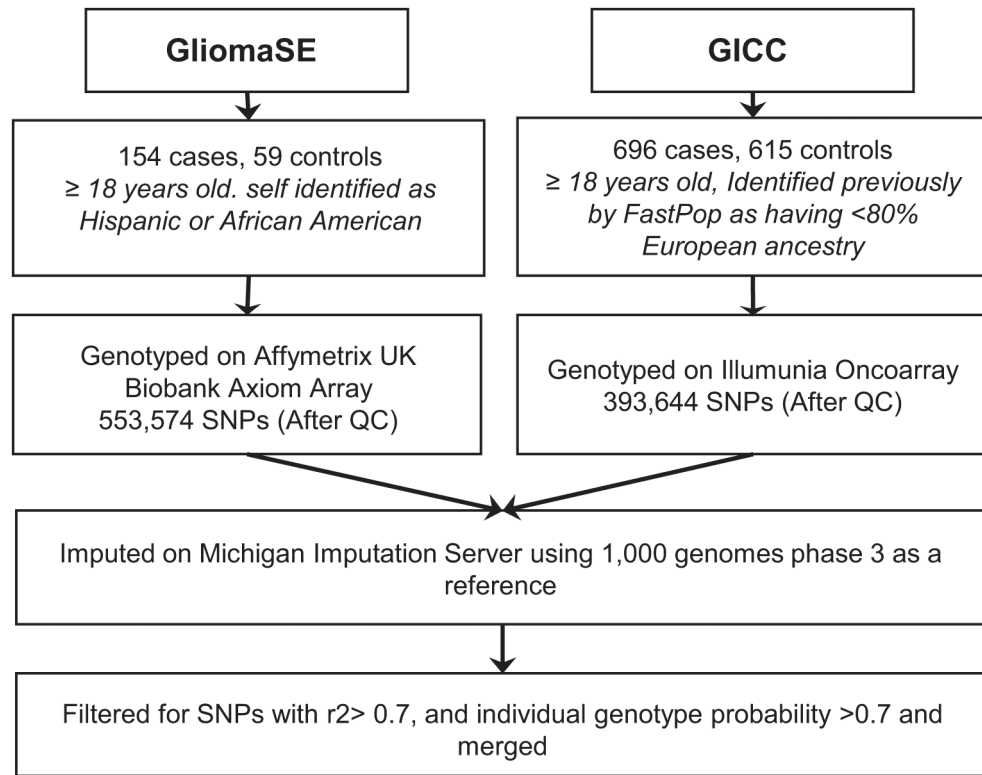 GliomaSE
GICC
154 cases, 59 controls
≥ 18 years old. self identified as
Hispanic or African American
696 cases, 615 controls
≥ 18 years old, Identified previously
by FastPop as having <80%
European ancestry
Genotyped on Affymetrix UK
Biobank Axiom Array
553,574 SNPs (After QC)
Genotyped on Illumunia Oncoarray
393,644 SNPs (After QC)
Imputed on Michigan Imputation Server using 1,000 genomes phase 3 as a
reference
Filtered for SNPs with r2> 0.7, and individual genotype probability >0.7 and
merged